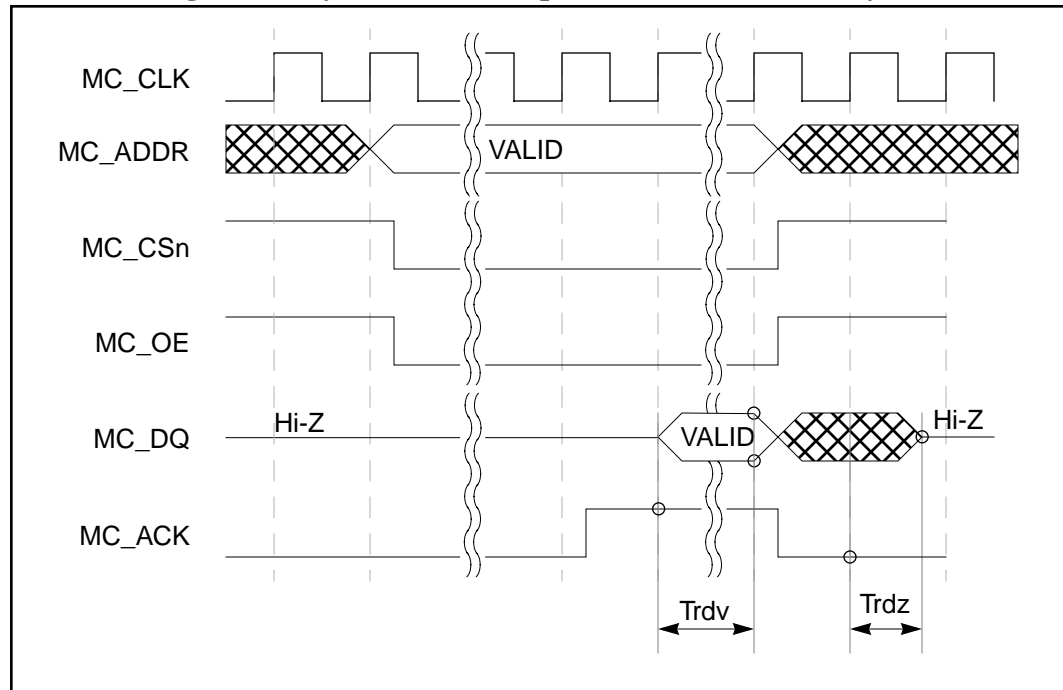 MC_CLK
MC_ADDR
VALID
MC_CSn
MC_OE
MC_DQ
Hi-Z
VALID
Hi-Z
MC_ACK
Trdv
Trdz